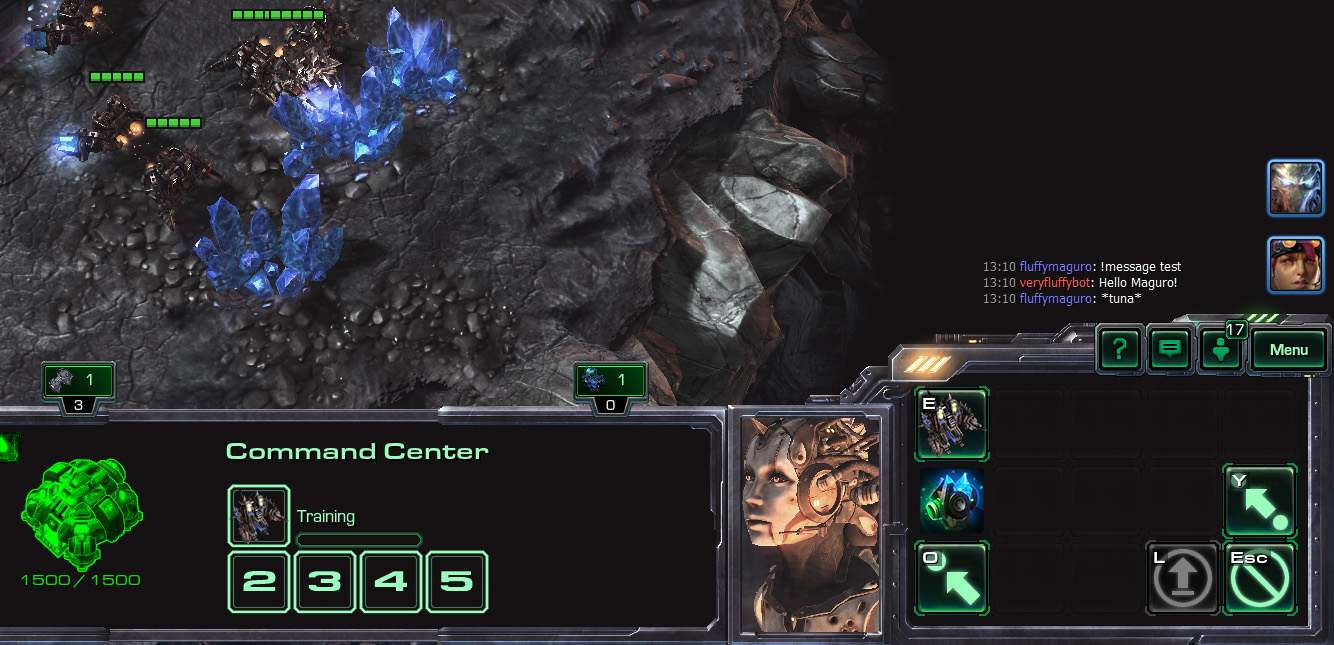 13:10 fluffymaguro: !message test
13:10 veryfluffybot: Hello Maguro!
13:10 fluffymaguro: *tuna*
17
? Menu
1
3
1
0
Command Center
Training
2 3 4 5
1500/1500
E
Y
O L Esc